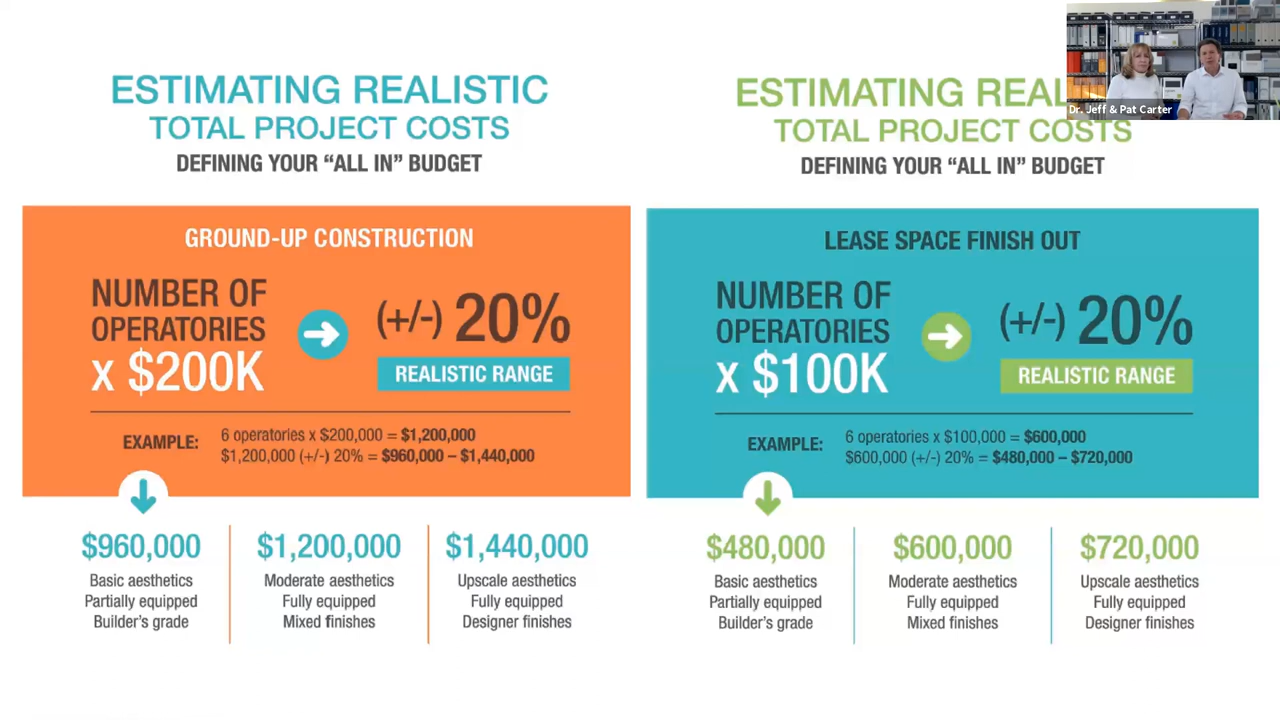 ESTIMATING REALISTIC
TOTAL PROJECT COSTS
DEFINING YOUR “ALL IN” BUDGET
GROUND-UP CONSTRUCTION
NUMBER OF
OPERATORIES
x $200K
(+/-) 20%
REALISTIC RANGE
EXAMPLE:
6 operatories x $200,000 = $1,200,000
$1,200,000 (+/-) 20% = $960,000 – $1,440,000
$960,000
Basic aesthetics
Partially equipped
Builder’s grade
$1,200,000
Moderate aesthetics
Fully equipped
Mixed finishes
$1,440,000
Upscale aesthetics
Fully equipped
Designer finishes
ESTIMATING REAL
TOTAL PROJECT COSTS
DEFINING YOUR “ALL IN” BUDGET
LEASE SPACE FINISH OUT
NUMBER OF
OPERATORIES
x $100K
(+/-) 20%
REALISTIC RANGE
EXAMPLE:
6 operatories x $100,000 = $600,000
$600,000 (+/-) 20% = $480,000 – $720,000
$480,000
Basic aesthetics
Partially equipped
Builder’s grade
$600,000
Moderate aesthetics
Fully equipped
Mixed finishes
$720,000
Upscale aesthetics
Fully equipped
Designer finishes
Dr. Jeff & Pat Carter